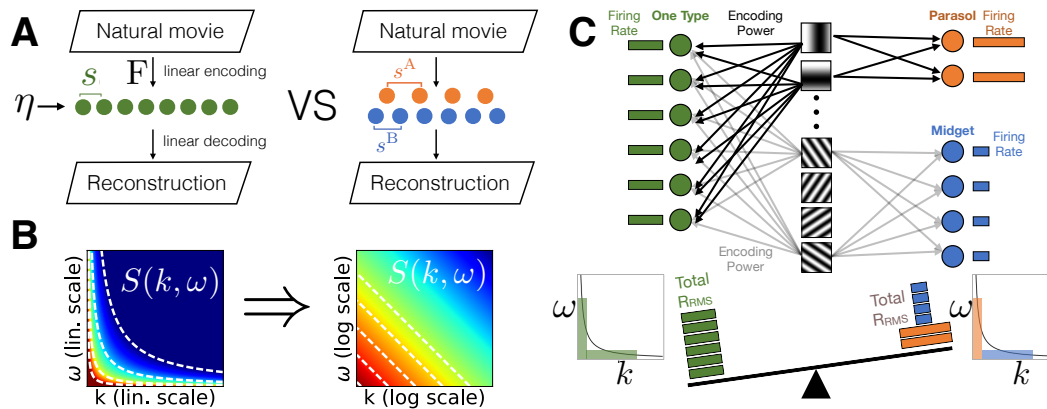 A
Natural movie
F linear encoding
s
η
linear decoding
Reconstruction
VS
Natural movie
s^A
s^B
Reconstruction
B
S(k, ω)
ω (lin. scale)
k (lin. scale)
S(k, ω)
ω (log. scale)
k (log scale)
C
Firing
Rate
One Type
Encoding
Power
Parasol
Firing
Rate
Midget
Firing
Rate
Encoding
Power
ω
k
Total
R_RMS
Total
R_RMS
ω
k